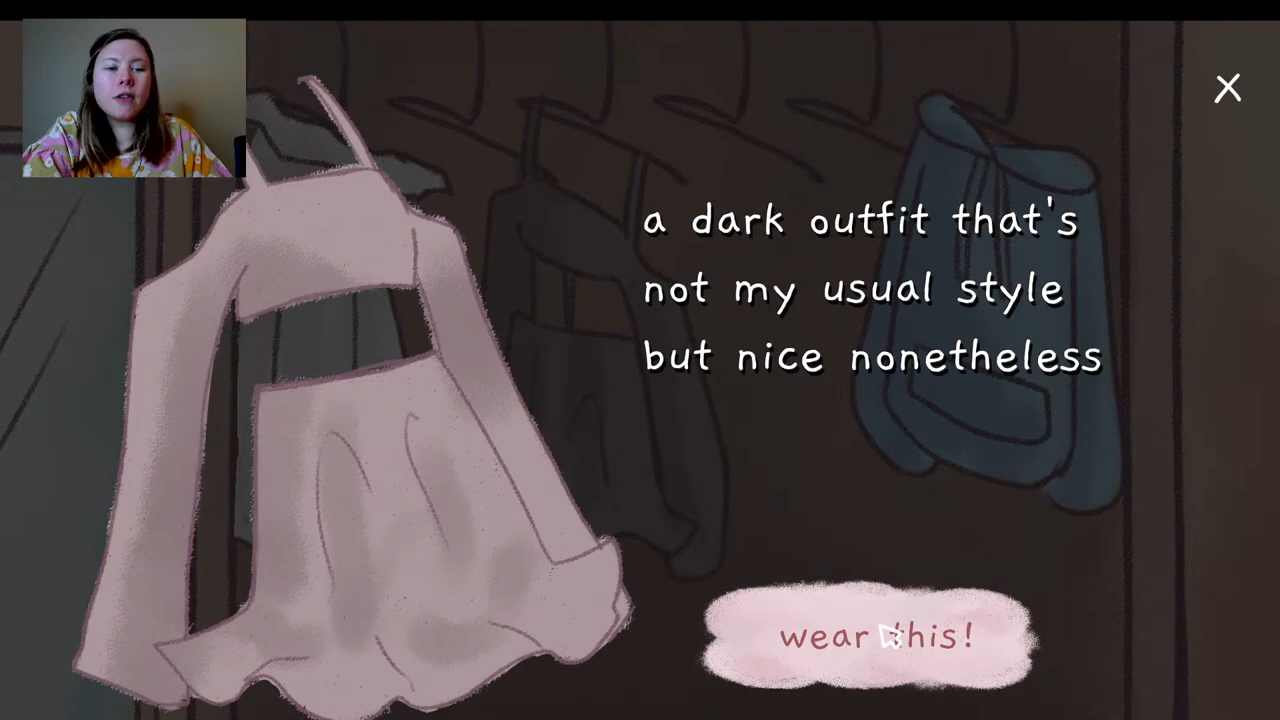 a dark outfit that's
not my usual style
but nice nonetheless
wear this!